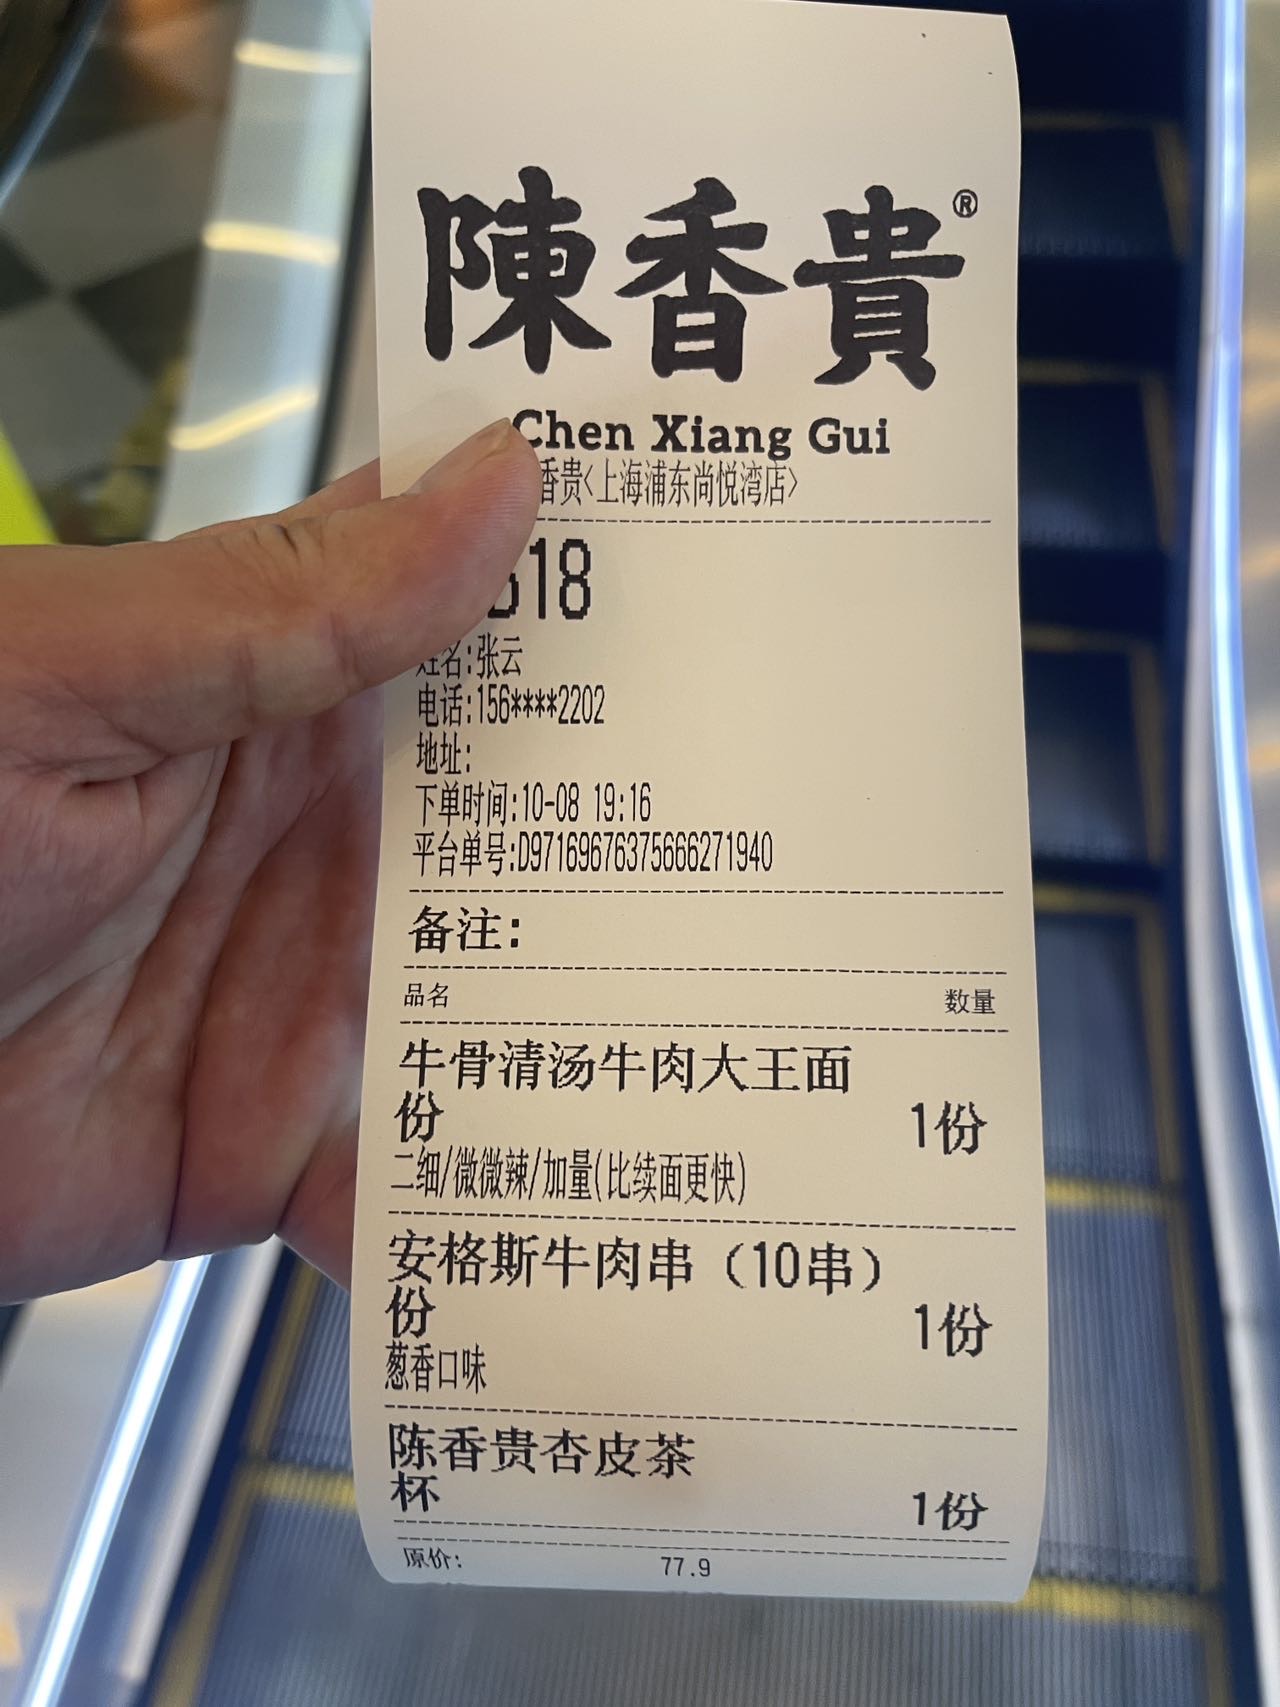 陳香貴®
Chen Xiang Gui
香贵<上海浦东尚悦湾店>
18
姓名:张云
电话:156****2202
地址:
下单时间:10-08 19:16
平台单号:D971696763756662​71940
备注:
品名 数量
牛骨清汤牛肉大王面
份 1份
二细/微微辣/加量(比续面更快)
安格斯牛肉串（10串）
份 1份
葱香口味
陈香贵杏皮茶
杯 1份
原价: 77.9